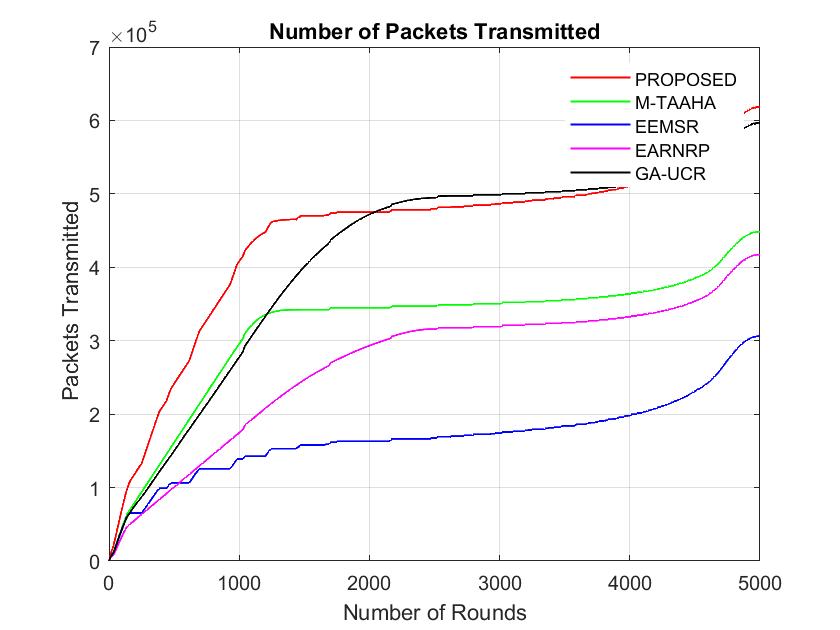 Number of Packets Transmitted
×10^5
7
6
5
4
3
2
1
0
Packets Transmitted
PROPOSED
M-TAAHA
EEMSR
EARNRP
GA-UCR
0 1000 2000 3000 4000 5000
Number of Rounds